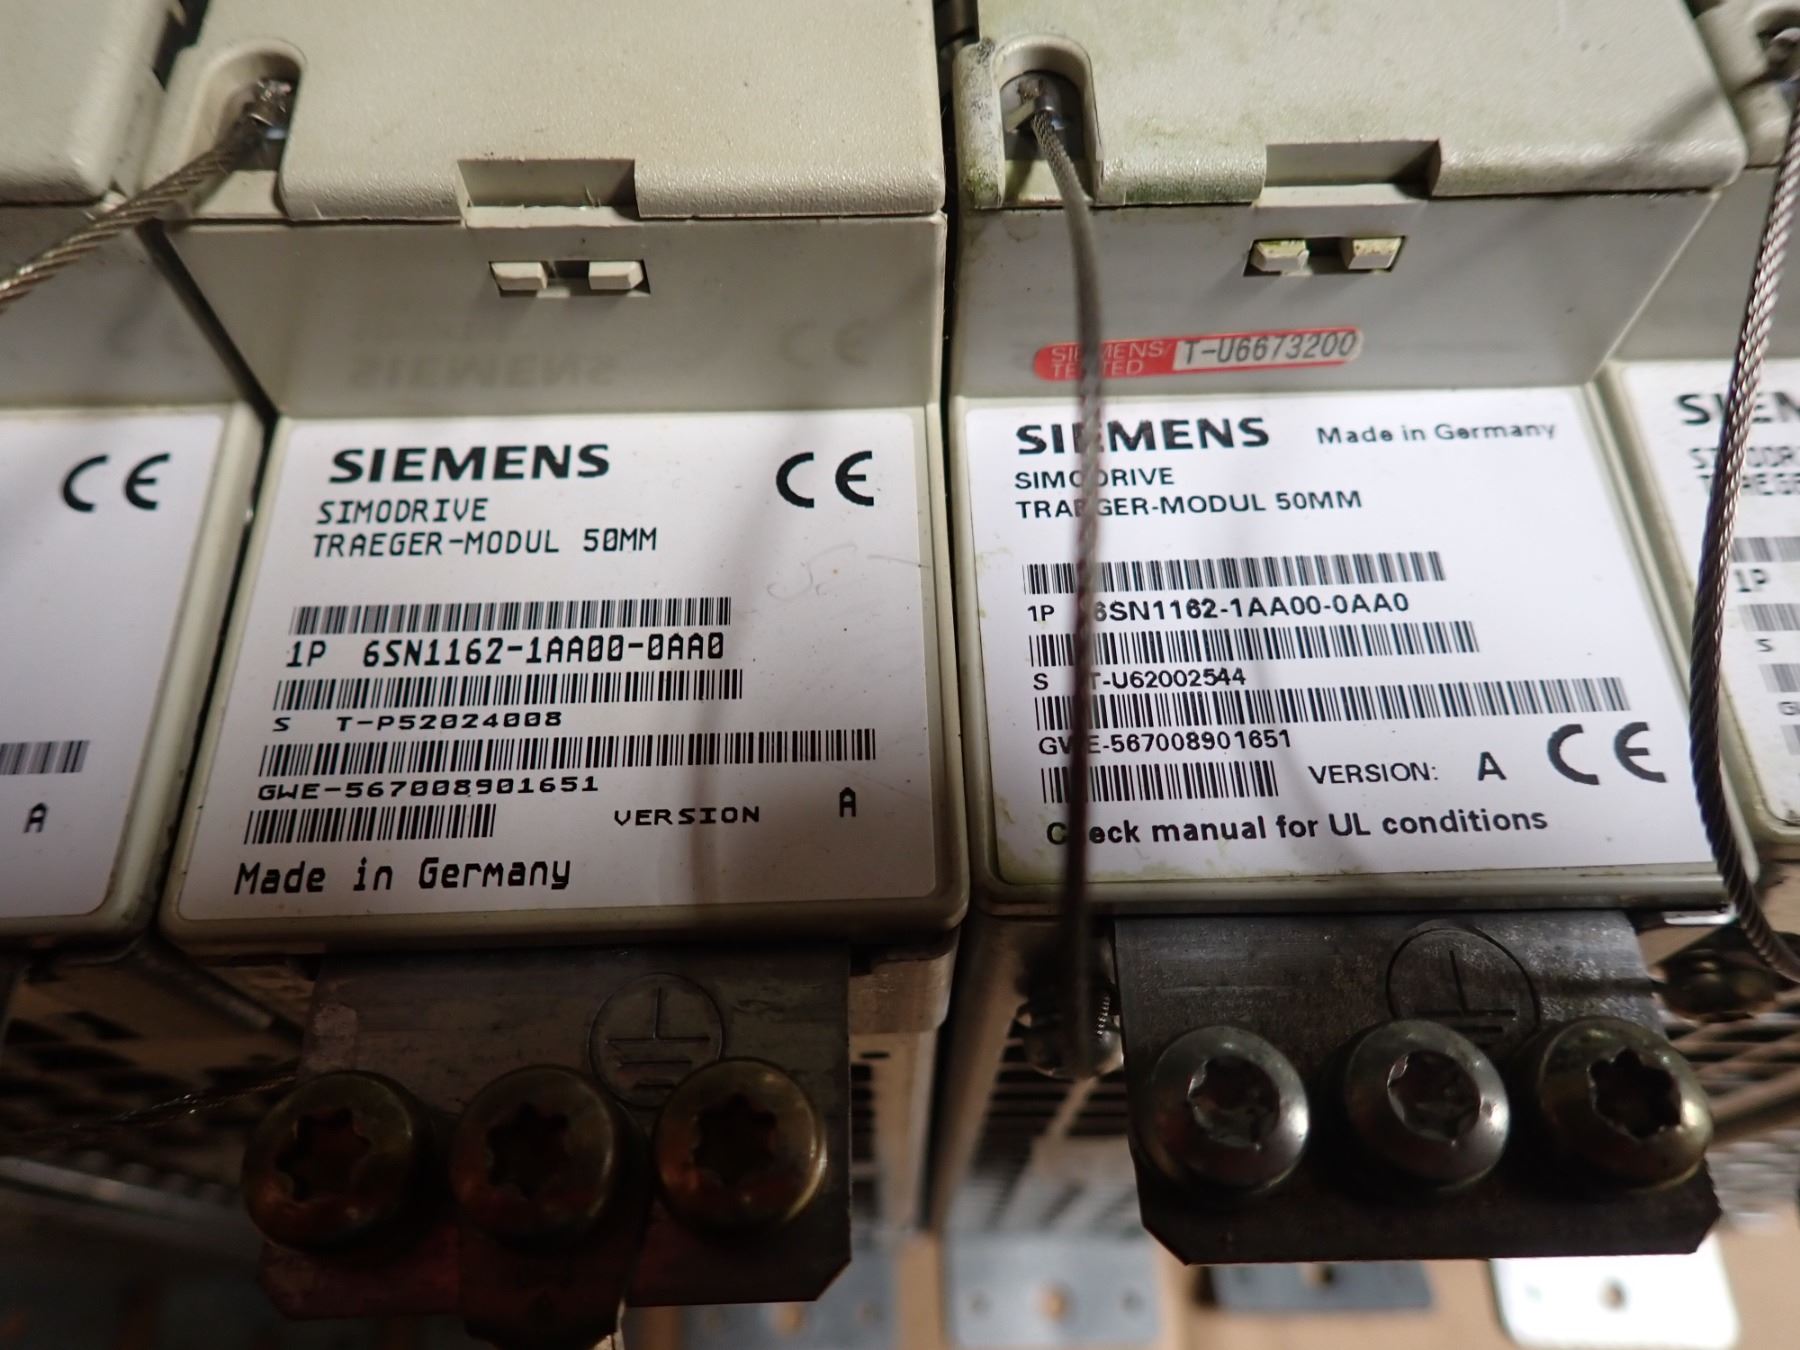 CE
A
SIEMENS
CE
SIMODRIVE
TRAEGER-MODUL 50MM
1P 6SN1162-1AA00-0AA0
S T-P52024008
GWE-567008901651
VERSION A
Made in Germany
SIEMENS T-U6673200
TESTED
SIEMENS Made in Germany
SIMODRIVE
TRAEGER-MODUL 50MM
1P 6SN1162-1AA00-0AA0
S T-U62002544
GWE-567008901651
VERSION: A CE
Check manual for UL conditions
1P
S